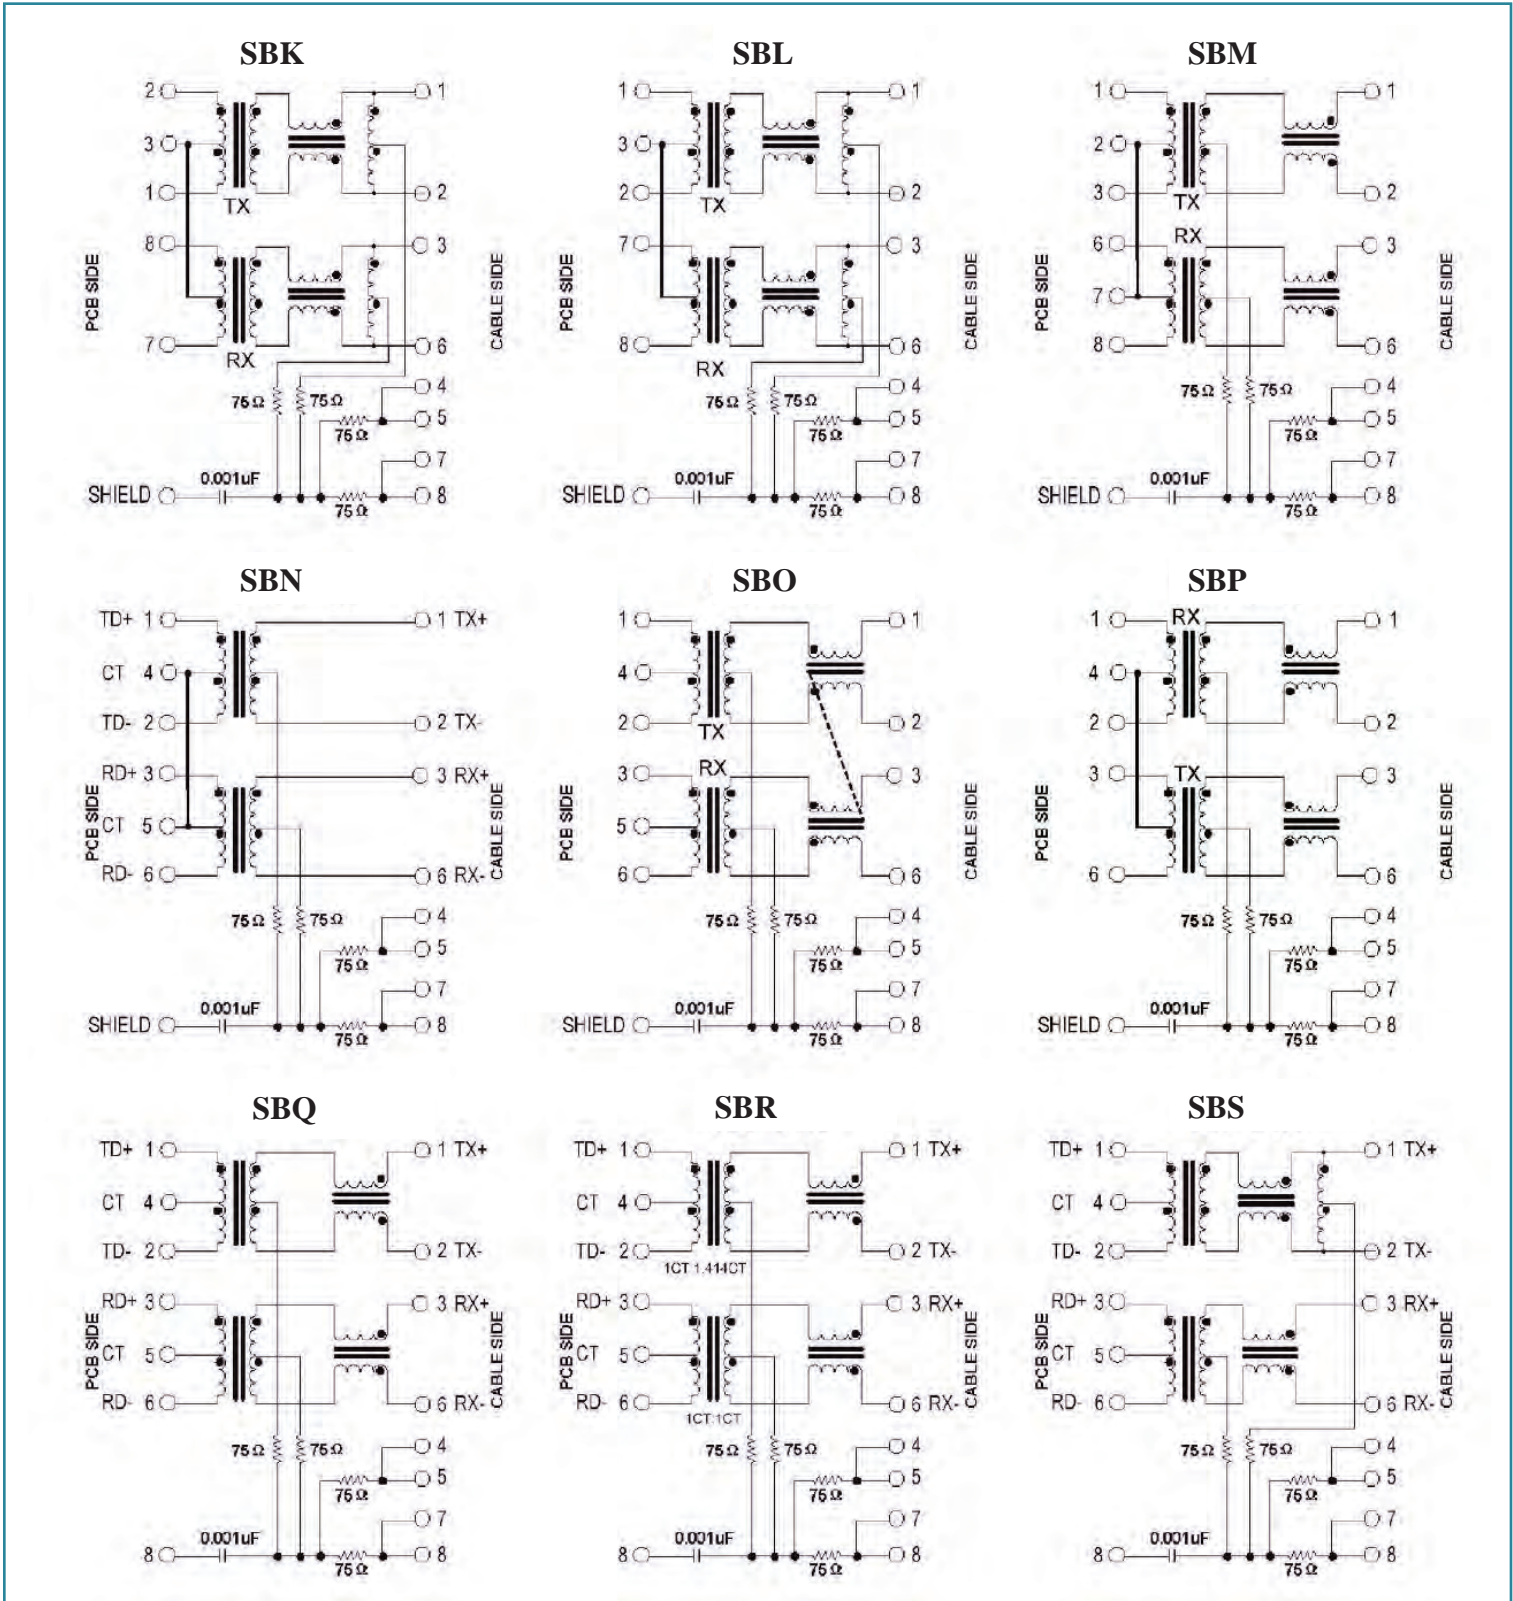 SBK
2 1
3
1 2
TX
8 3
PCB SIDE
CABLE SIDE
7 6
RX
4
75Ω 75Ω
5
75Ω
7
0.001uF
SHIELD 8
75Ω
SBL
1 1
3
2 2
TX
7 3
PCB SIDE
CABLE SIDE
8 6
RX
4
75Ω 75Ω
5
75Ω
7
0.001uF
SHIELD 8
75Ω
SBM
1 1
2
3 2
TX
RX
6 3
PCB SIDE
7
CABLE SIDE
8 6
4
75Ω 75Ω
5
75Ω
7
0.001uF
SHIELD 8
75Ω
SBN
TD+ 1 1 TX+
CT 4
TD- 2 2 TX-
RD+ 3 3 RX+
PCB SIDE
CT 5
CABLE SIDE
RD- 6 6 RX-
4
75Ω 75Ω
5
75Ω
7
0.001uF
SHIELD 8
75Ω
SBO
1 1
4
2 2
TX
RX
3 3
PCB SIDE
5
CABLE SIDE
6 6
4
75Ω 75Ω
5
75Ω
7
0.001uF
SHIELD 8
75Ω
SBP
1 RX 1
4
2 2
3 TX 3
PCB SIDE
CABLE SIDE
6 6
4
75Ω 75Ω
5
75Ω
7
0.001uF
SHIELD 8
75Ω
SBQ
TD+ 1 1 TX+
CT 4
TD- 2 2 TX-
RD+ 3 3 RX+
PCB SIDE
CT 5
CABLE SIDE
RD- 6 6 RX-
4
75Ω 75Ω
5
75Ω
7
0.001uF
8 8
75Ω
SBR
TD+ 1 1 TX+
CT 4
TD- 2 2 TX-
1CT 1.414CT
RD+ 3 3 RX+
PCB SIDE
CT 5
CABLE SIDE
RD- 6 6 RX-
1CT:1CT
4
75Ω 75Ω
5
75Ω
7
0.001uF
8 8
75Ω
SBS
TD+ 1 1 TX+
CT 4
TD- 2 2 TX-
RD+ 3 3 RX+
PCB SIDE
CT 5
CABLE SIDE
RD- 6 6 RX-
4
75Ω 75Ω
5
75Ω
7
0.001uF
8 8
75Ω